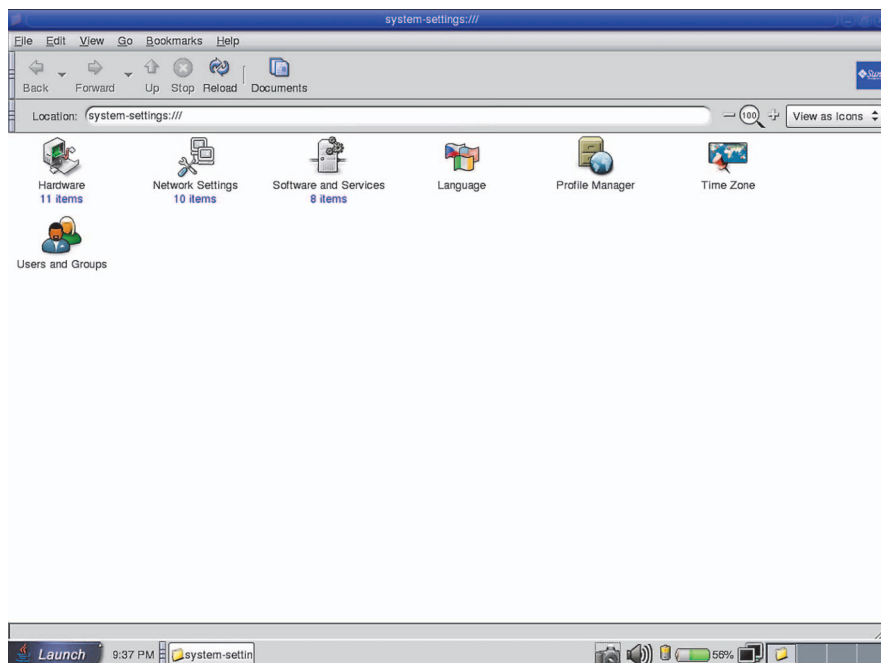 system-settings:///
File Edit View Go Bookmarks Help
Back Forward Up Stop Reload Documents
Location: system-settings:/// 100 View as Icons
Sun
Hardware Network Settings Software and Services Language Profile Manager Time Zone
11 items 10 items 8 items
Users and Groups
Launch 9:37 PM system-settin 56%